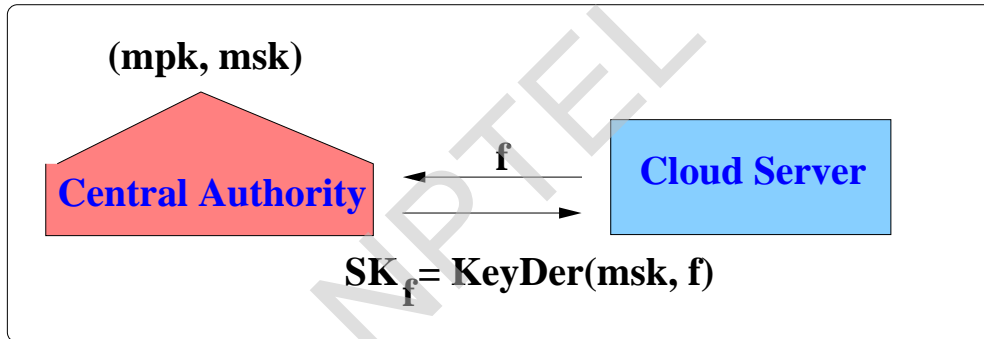 (mpk, msk)
f
Central Authority
Cloud Server
SK_f = KeyDer(msk, f)
NPTEL